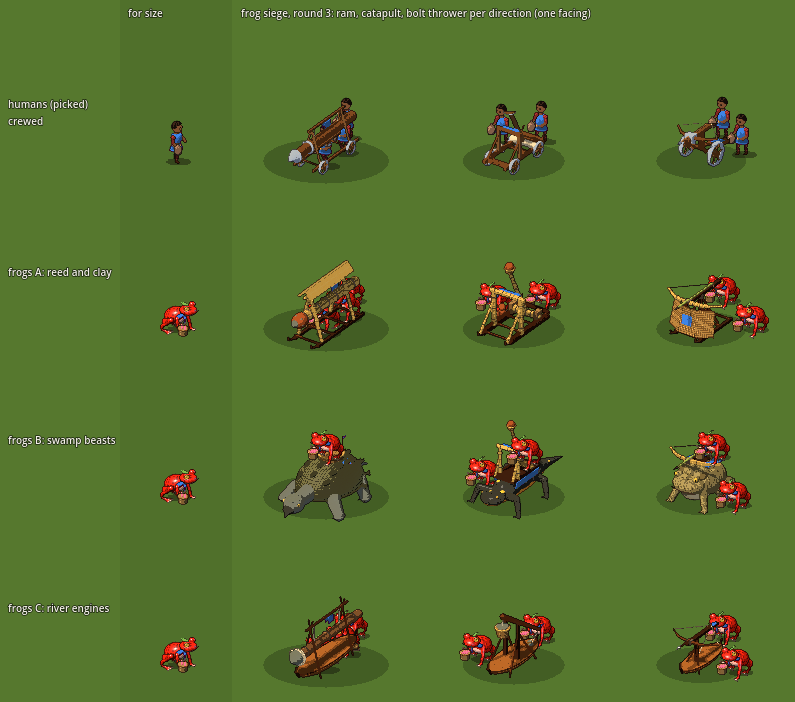 for size
frog siege, round 3: ram, catapult, bolt thrower per direction (one facing)
humans (picked)
crewed
frogs A: reed and clay
frogs B: swamp beasts
frogs C: river engines